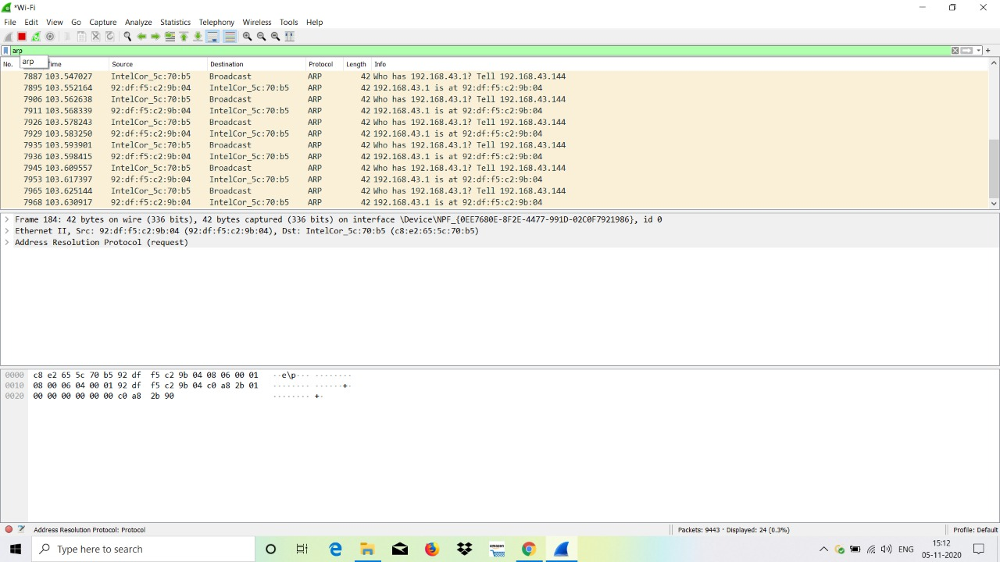 *Wi-Fi
File Edit View Go Capture Analyze Statistics Telephony Wireless Tools Help
arp
arp
No. Time Source Destination Protocol Length Info
7887 103.547027 IntelCor_5c:70:b5 Broadcast ARP 42 Who has 192.168.43.1? Tell 192.168.43.144
7895 103.552164 92:df:f5:c2:9b:04 IntelCor_5c:70:b5 ARP 42 192.168.43.1 is at 92:df:f5:c2:9b:04
7906 103.562638 IntelCor_5c:70:b5 Broadcast ARP 42 Who has 192.168.43.1? Tell 192.168.43.144
7911 103.568339 92:df:f5:c2:9b:04 IntelCor_5c:70:b5 ARP 42 192.168.43.1 is at 92:df:f5:c2:9b:04
7926 103.578243 IntelCor_5c:70:b5 Broadcast ARP 42 Who has 192.168.43.1? Tell 192.168.43.144
7929 103.583250 92:df:f5:c2:9b:04 IntelCor_5c:70:b5 ARP 42 192.168.43.1 is at 92:df:f5:c2:9b:04
7935 103.593901 IntelCor_5c:70:b5 Broadcast ARP 42 Who has 192.168.43.1? Tell 192.168.43.144
7936 103.598415 92:df:f5:c2:9b:04 IntelCor_5c:70:b5 ARP 42 192.168.43.1 is at 92:df:f5:c2:9b:04
7945 103.609557 IntelCor_5c:70:b5 Broadcast ARP 42 Who has 192.168.43.1? Tell 192.168.43.144
7953 103.617397 92:df:f5:c2:9b:04 IntelCor_5c:70:b5 ARP 42 192.168.43.1 is at 92:df:f5:c2:9b:04
7965 103.625144 IntelCor_5c:70:b5 Broadcast ARP 42 Who has 192.168.43.1? Tell 192.168.43.144
7968 103.630917 92:df:f5:c2:9b:04 IntelCor_5c:70:b5 ARP 42 192.168.43.1 is at 92:df:f5:c2:9b:04
Frame 184: 42 bytes on wire (336 bits), 42 bytes captured (336 bits) on interface \Device\NPF_{0EE7680E-8F2E-4477-991D-02C0F7921986}, id 0
Ethernet II, Src: 92:df:f5:c2:9b:04 (92:df:f5:c2:9b:04), Dst: IntelCor_5c:70:b5 (c8:e2:65:5c:70:b5)
Address Resolution Protocol (request)
0000 c8 e2 65 5c 70 b5 92 df f5 c2 9b 04 08 06 00 01 ··e\p··· ········
0010 08 00 06 04 00 01 92 df f5 c2 9b 04 c0 a8 2b 01 ········ ······+·
0020 00 00 00 00 00 00 c0 a8 2b 90 ········ +·
Address Resolution Protocol: Protocol Packets: 9443 · Displayed: 24 (0.3%) Profile: Default
Type here to search amazon ENG 15:12
05-11-2020